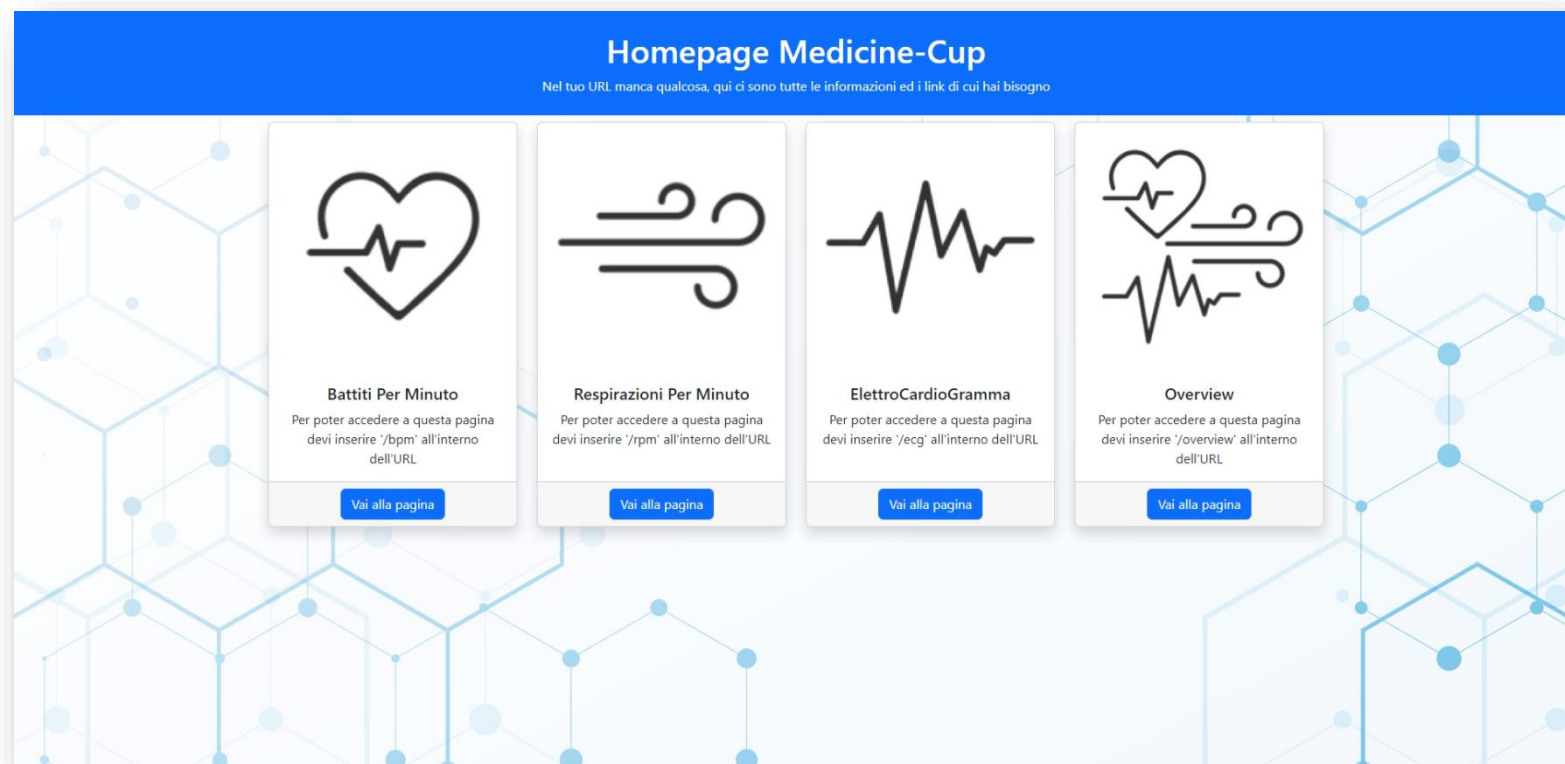 Homepage Medicine-Cup
Nel tuo URL manca qualcosa, qui ci sono tutte le informazioni ed i link di cui hai bisogno
Battiti Per Minuto
Per poter accedere a questa pagina
devi inserire '/bpm' all'interno
dell'URL
Vai alla pagina
Respirazioni Per Minuto
Per poter accedere a questa pagina
devi inserire '/rpm' all'interno dell'URL
Vai alla pagina
ElettroCardioGramma
Per poter accedere a questa pagina
devi inserire '/ecg' all'interno dell'URL
Vai alla pagina
Overview
Per poter accedere a questa pagina
devi inserire '/overview' all'interno
dell'URL
Vai alla pagina